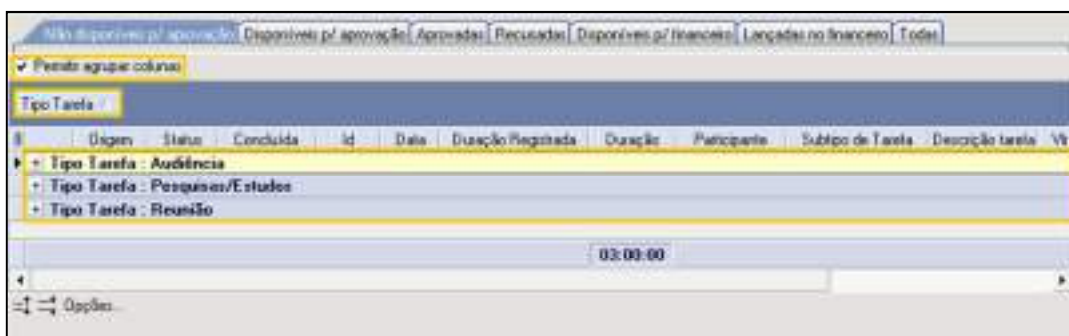 Não disponíveis p/ aprovação Disponíveis p/ aprovação Aprovadas Recusadas Disponíveis p/ financeiro Lançadas no financeiro Todas
Permitir agrupar colunas
Tipo Tarefa
Origem Status Concluída Id Data Duração Registrada Duração Participante Subtipo de Tarefa Descrição tarefa Vlr
+ Tipo Tarefa : Audiência
+ Tipo Tarefa : Pesquisas/Estudos
+ Tipo Tarefa : Reunião
03:00:00
Opções...